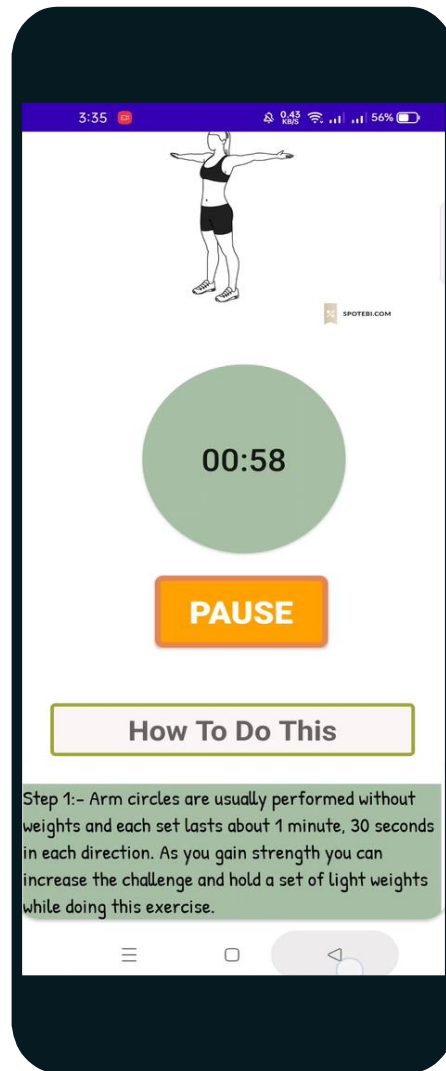 3:35
0.43 KB/S 56%
SPOTEBI.COM
00:58
PAUSE
How To Do This
Step 1:- Arm circles are usually performed without
weights and each set lasts about 1 minute, 30 seconds
in each direction. As you gain strength you can
increase the challenge and hold a set of light weights
while doing this exercise.